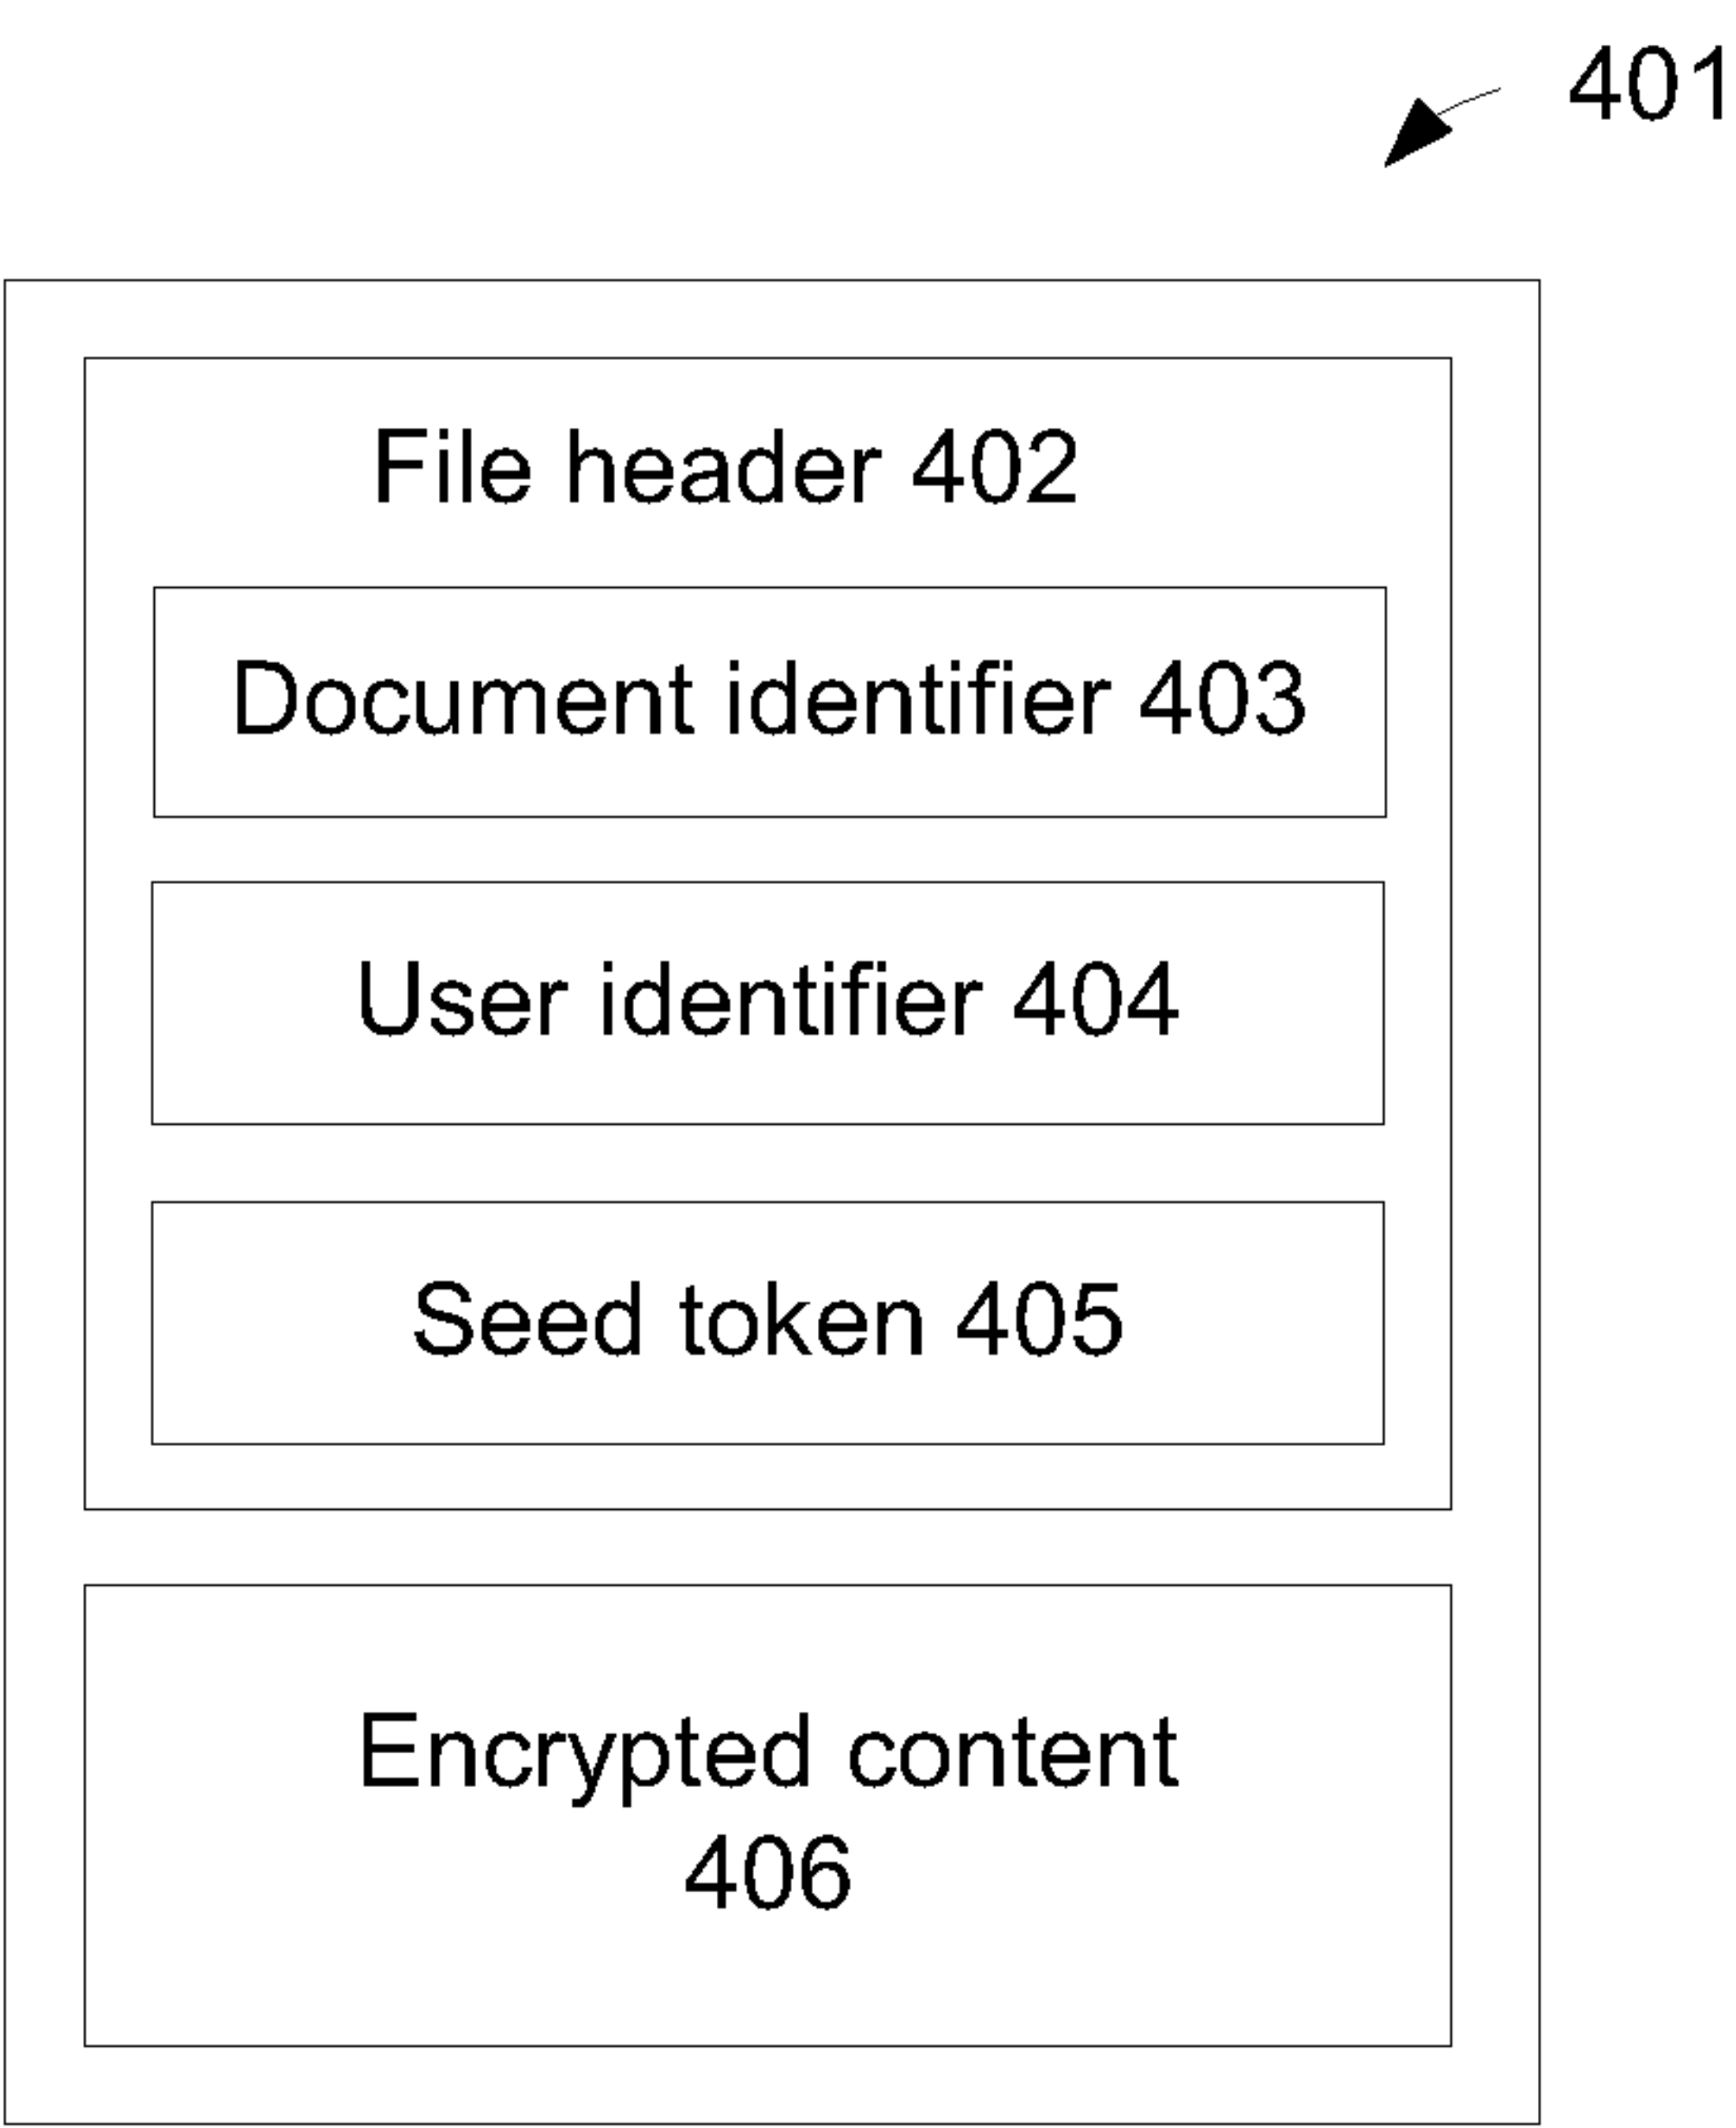 401
File header 402
Document identifier 403
User identifier 404
Seed token 405
Encrypted content
406